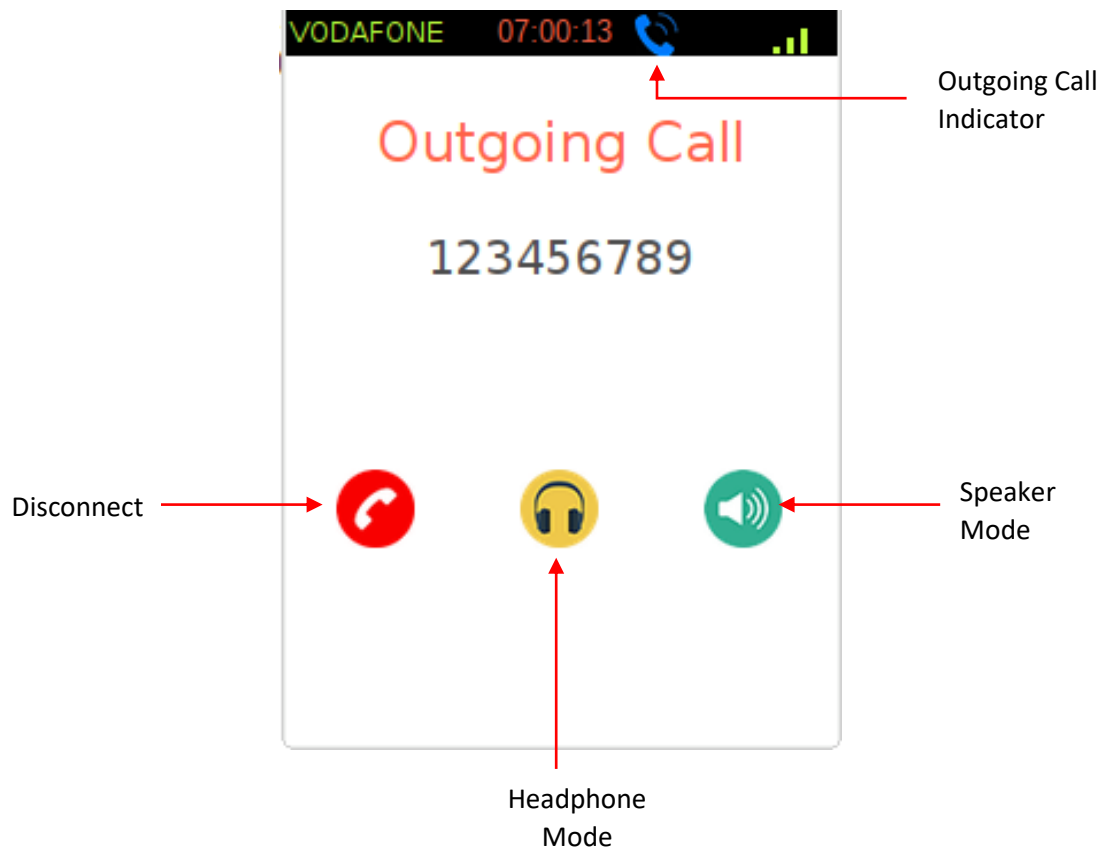 VODAFONE 07:00:13
Outgoing Call
Indicator
Outgoing Call
123456789
Disconnect
Speaker
Mode
Headphone
Mode